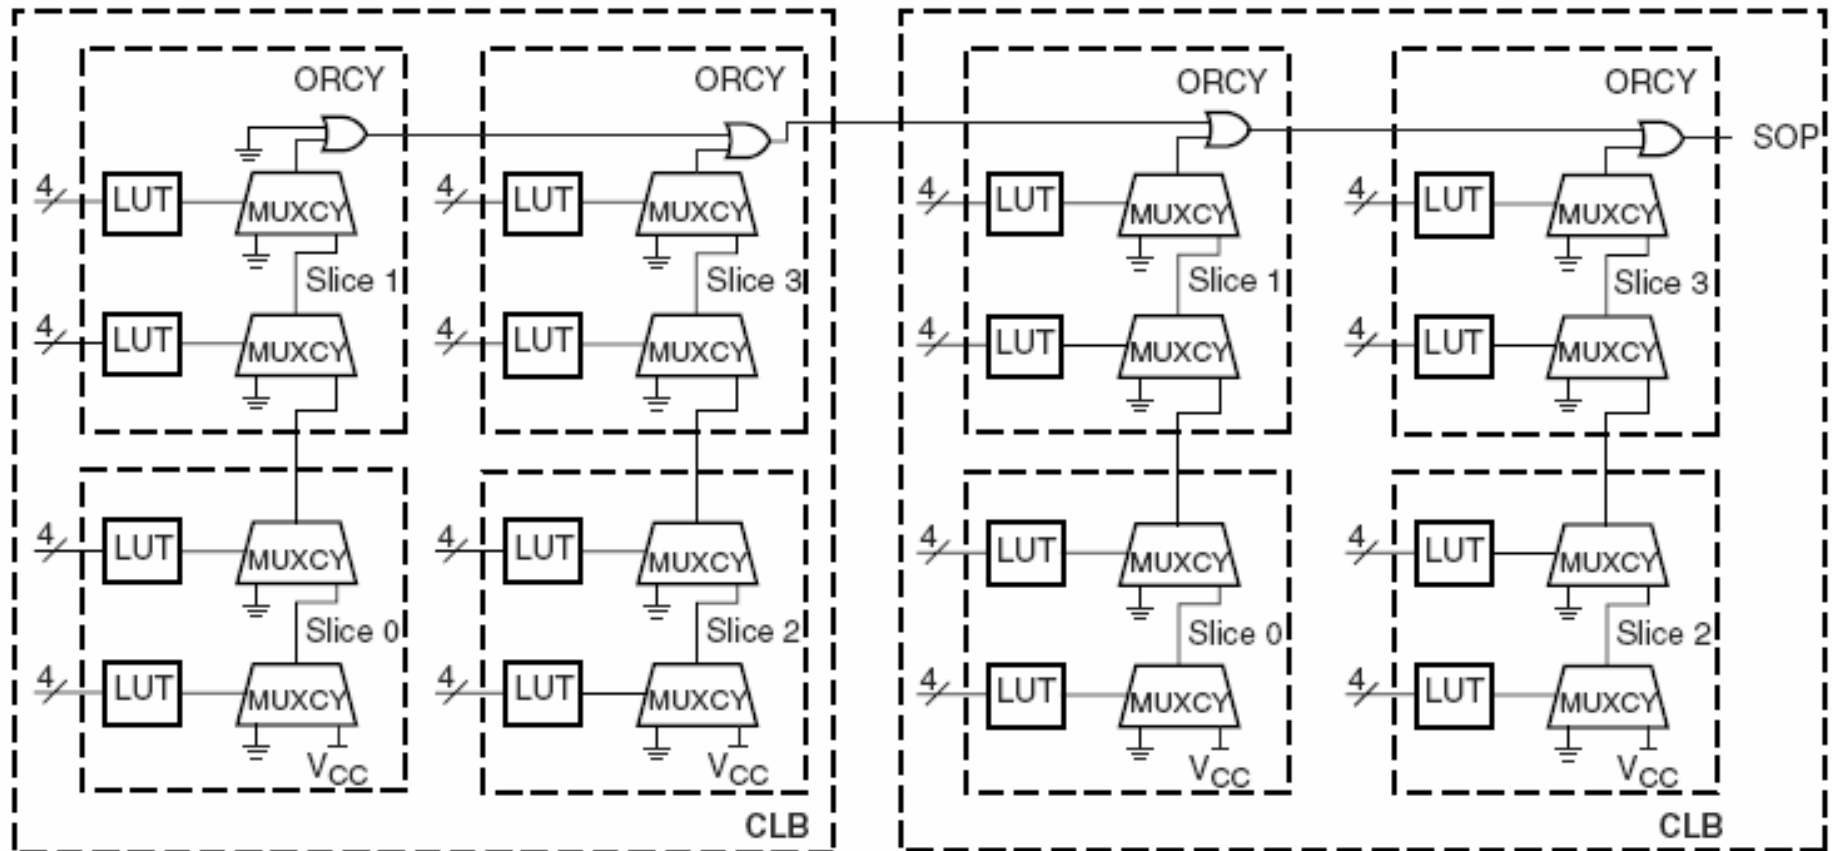 ORCY ORCY ORCY ORCY
SOP
4 LUT MUXCY 4 LUT MUXCY 4 LUT MUXCY 4 LUT MUXCY
Slice 1 Slice 3 Slice 1 Slice 3
4 LUT MUXCY 4 LUT MUXCY 4 LUT MUXCY 4 LUT MUXCY
4 LUT MUXCY 4 LUT MUXCY 4 LUT MUXCY 4 LUT MUXCY
Slice 0 Slice 2 Slice 0 Slice 2
4 LUT MUXCY 4 LUT MUXCY 4 LUT MUXCY 4 LUT MUXCY
VCC VCC VCC VCC
CLB CLB